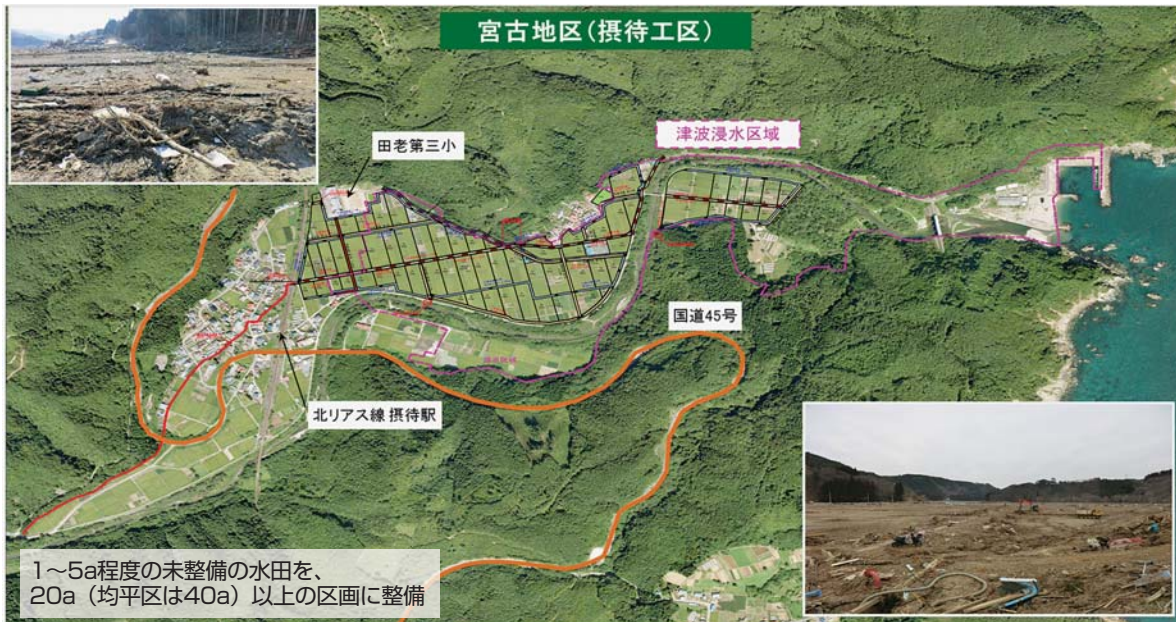 宮古地区(摂待工区)
津波浸水区域
田老第三小
国道45号
北リアス線 摂待駅
1〜5a程度の未整備の水田を、
20a（均平区は40a）以上の区画に整備